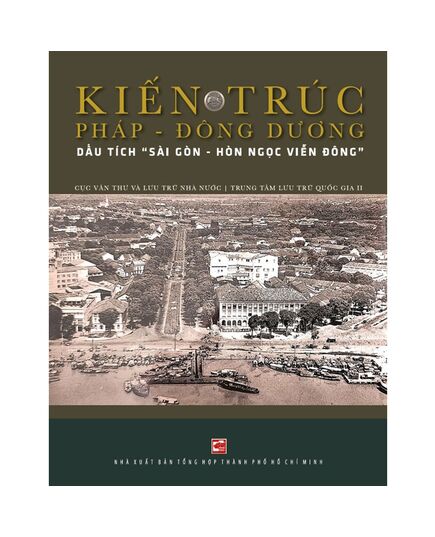 KIẾN TRÚC
PHÁP - ĐÔNG DƯƠNG
DẤU TÍCH “SÀI GÒN - HÒN NGỌC VIỄN ĐÔNG”
CỤC VĂN THƯ VÀ LƯU TRỮ NHÀ NƯỚC | TRUNG TÂM LƯU TRỮ QUỐC GIA II
NHÀ XUẤT BẢN TỔNG HỢP THÀNH PHỐ HỒ CHÍ MINH